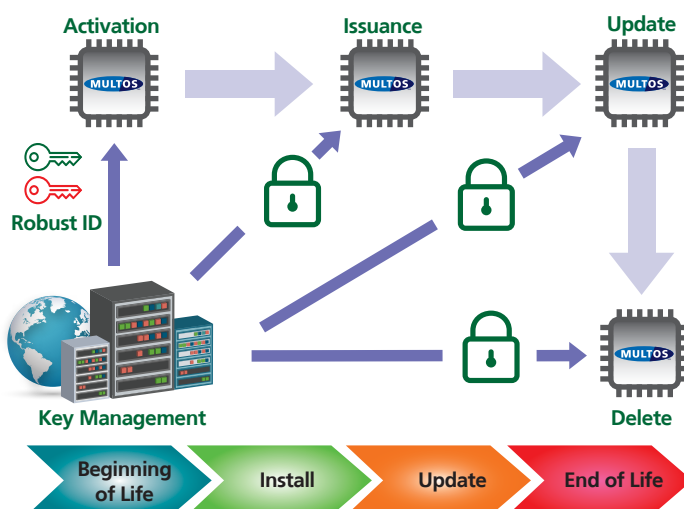 Activation
Issuance
Update
MULTOS
MULTOS
MULTOS
Robust ID
MULTOS
Key Management
Delete
Beginning
of Life
Install
Update
End of Life